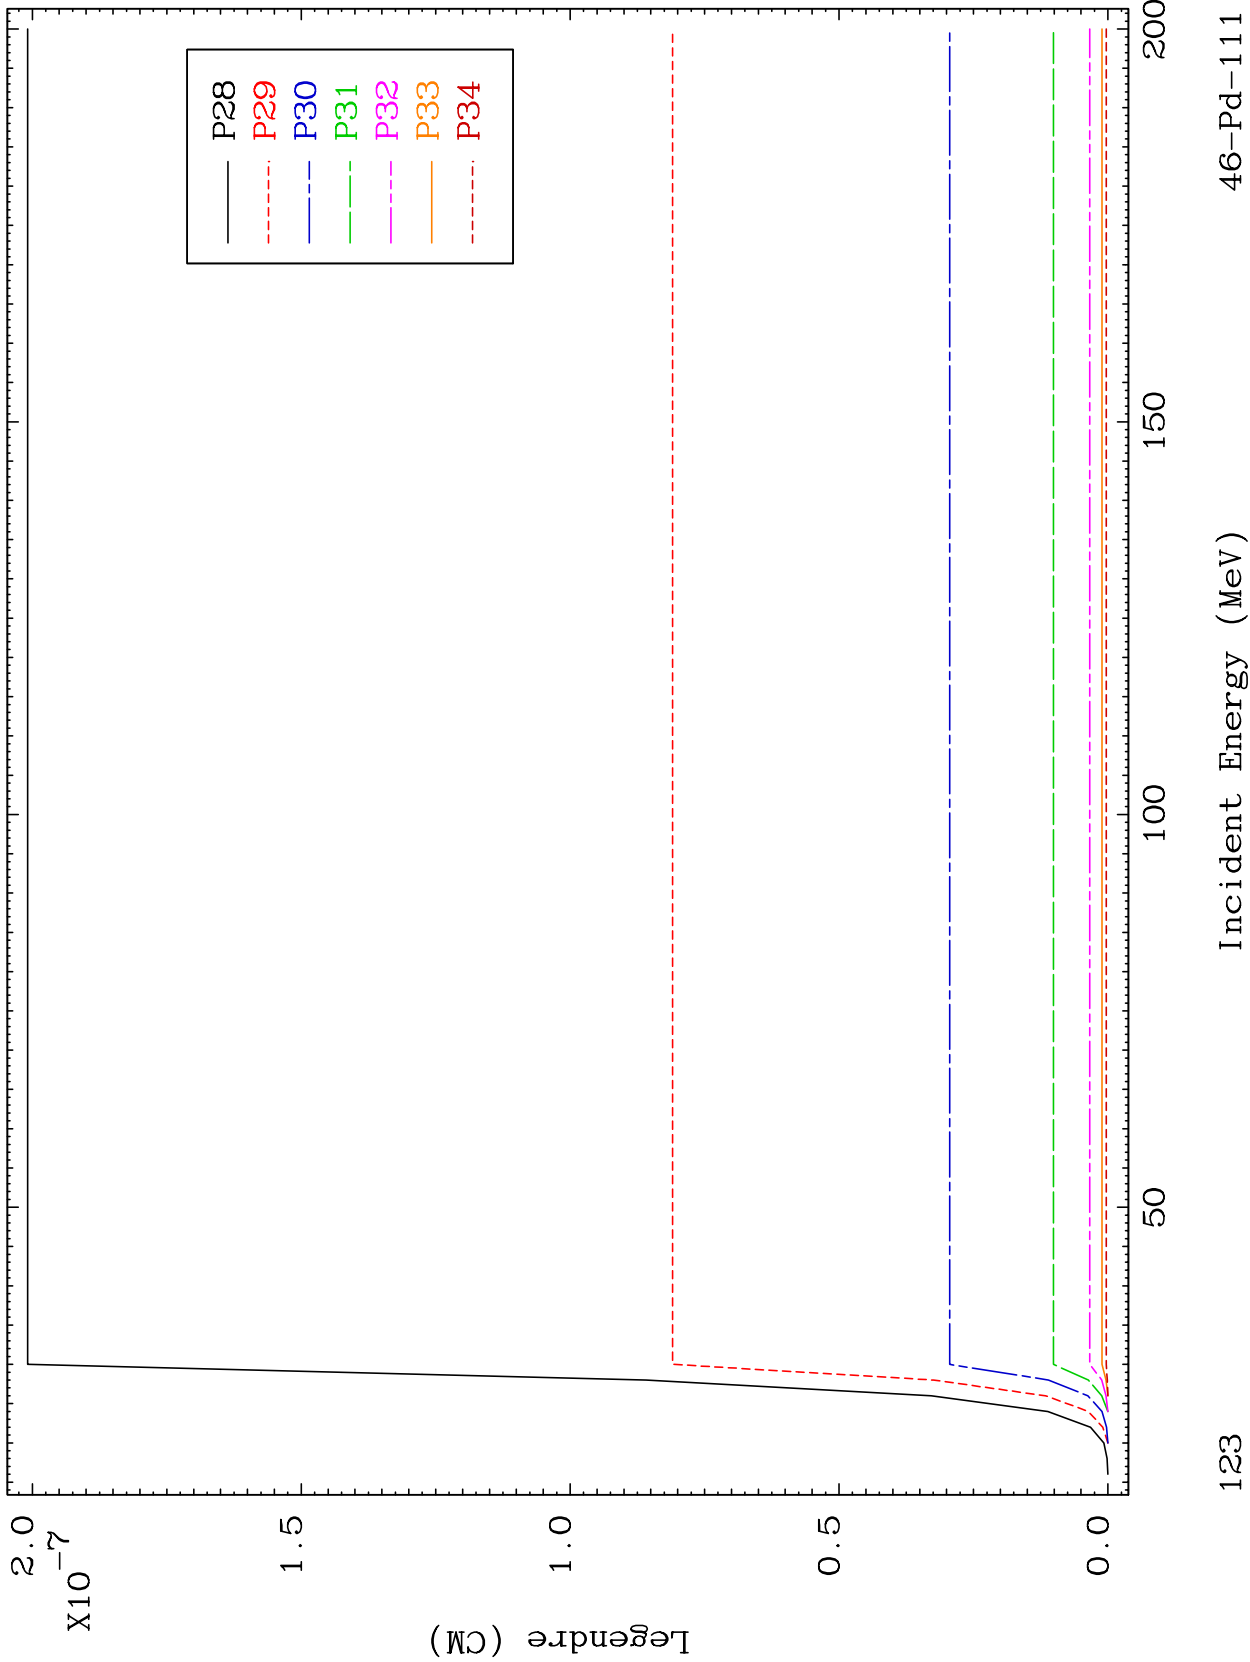 Legendre (CM)
X10-7
2.0
1.5
1.0
0.5
0.0
P28
P29
P30
P31
P32
P33
P34
50
100
150
200
123
Incident Energy (MeV)
46-Pd-111